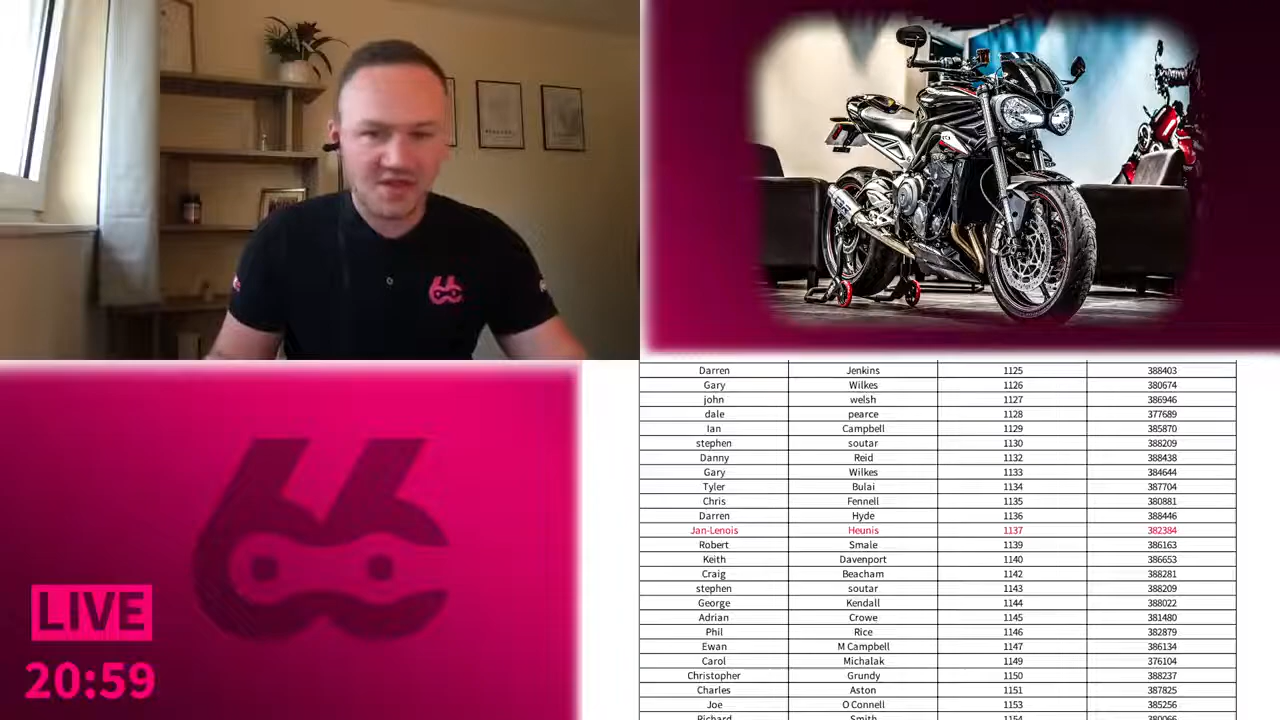 Darren Jenkins 1125 388403
Gary Wilkes 1126 380674
john welsh 1127 386946
dale pearce 1128 377689
Ian Campbell 1129 385870
stephen soutar 1130 388209
Danny Reid 1132 388438
Gary Wilkes 1133 384644
Tyler Bulai 1134 387704
Chris Fennell 1135 380881
Darren Hyde 1136 388446
Jan-Lenois Heunis 1137 382384
Robert Smale 1139 386163
Keith Davenport 1140 386653
Craig Beacham 1142 388281
stephen soutar 1143 388209
George Kendall 1144 388022
Adrian Crowe 1145 381480
Phil Rice 1146 382879
Ewan M Campbell 1147 386134
Carol Michalak 1149 376104
Christopher Grundy 1150 388237
Charles Aston 1151 387825
Joe O Connell 1153 385256
Richard Smith 1154 380066
LIVE
20:59